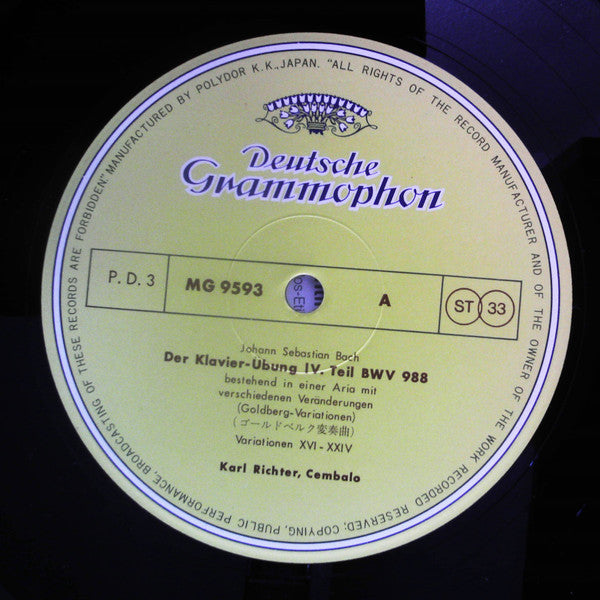 MANUFACTURED BY POLYDOR K.K., JAPAN. "ALL RIGHTS OF THE RECORD MANUFACTURER AND OF THE OWNER OF THE WORK RECORDED RESERVED; COPYING, PUBLIC PERFORMANCE, BROADCASTING OF THESE RECORDS ARE FORBIDDEN."
Deutsche
Grammophon
P. D. 3 MG 9593 A ST 33
Johann Sebastian Bach
Der Klavier-Übung IV. Teil BWV 988
bestehend in einer Aria mit
verschiedenen Veränderungen
(Goldberg-Variationen)
(ゴールドベルク変奏曲)
Variationen XVI - XXIV
Karl Richter, Cembalo